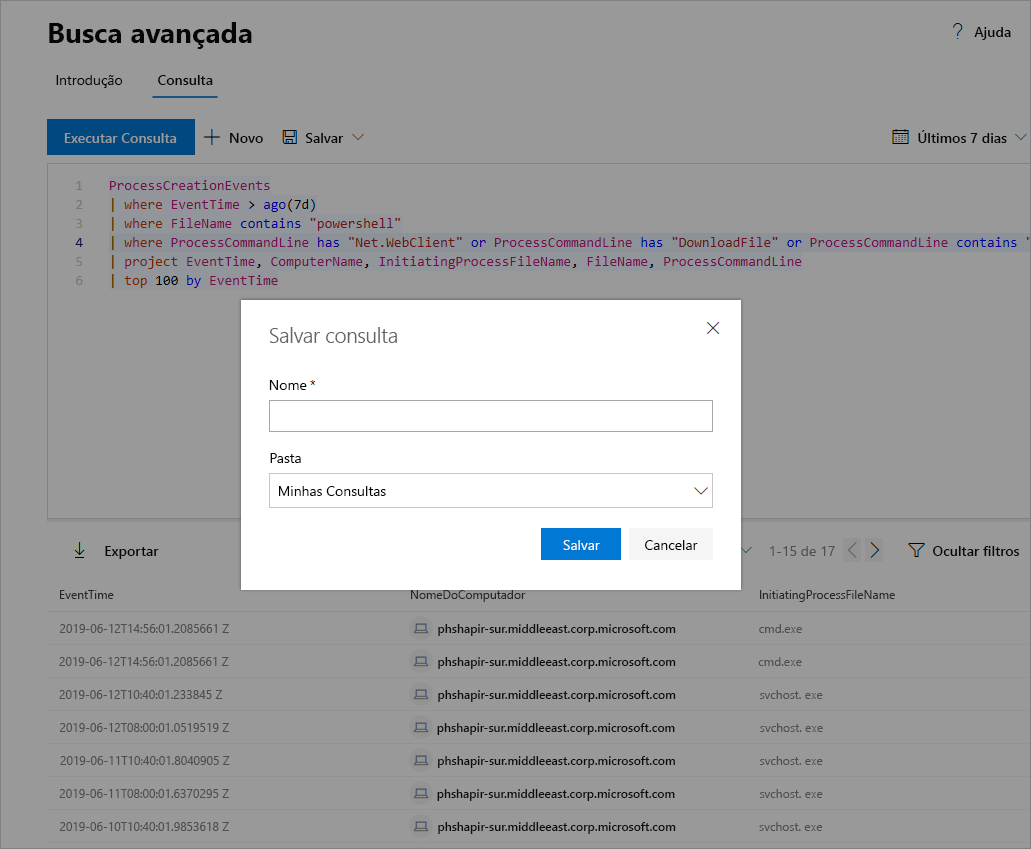 Busca avançada
? Ajuda
Introdução Consulta
Executar Consulta Novo Salvar Últimos 7 dias
1 ProcessCreationEvents
2 | where EventTime > ago(7d)
3 | where FileName contains "powershell"
4 | where ProcessCommandLine has "Net.WebClient" or ProcessCommandLine has "DownloadFile" or ProcessCommandLine contains "
5 | project EventTime, ComputerName, InitiatingProcessFileName, FileName, ProcessCommandLine
6 | top 100 by EventTime
Salvar consulta
Nome *
Pasta
Minhas Consultas
Salvar Cancelar
Exportar 1-15 de 17 Ocultar filtros
EventTime NomeDoComputador InitiatingProcessFileName
2019-06-12T14:56:01.2085661 Z phshapir-sur.middleeast.corp.microsoft.com cmd.exe
2019-06-12T14:56:01.2085661 Z phshapir-sur.middleeast.corp.microsoft.com cmd.exe
2019-06-12T10:40:01.233845 Z phshapir-sur.middleeast.corp.microsoft.com svchost. exe
2019-06-12T08:00:01.0519519 Z phshapir-sur.middleeast.corp.microsoft.com svchost. exe
2019-06-11T10:40:01.8040905 Z phshapir-sur.middleeast.corp.microsoft.com svchost. exe
2019-06-11T08:00:01.6370295 Z phshapir-sur.middleeast.corp.microsoft.com svchost. exe
2019-06-10T10:40:01.9853618 Z phshapir-sur.middleeast.corp.microsoft.com svchost. exe